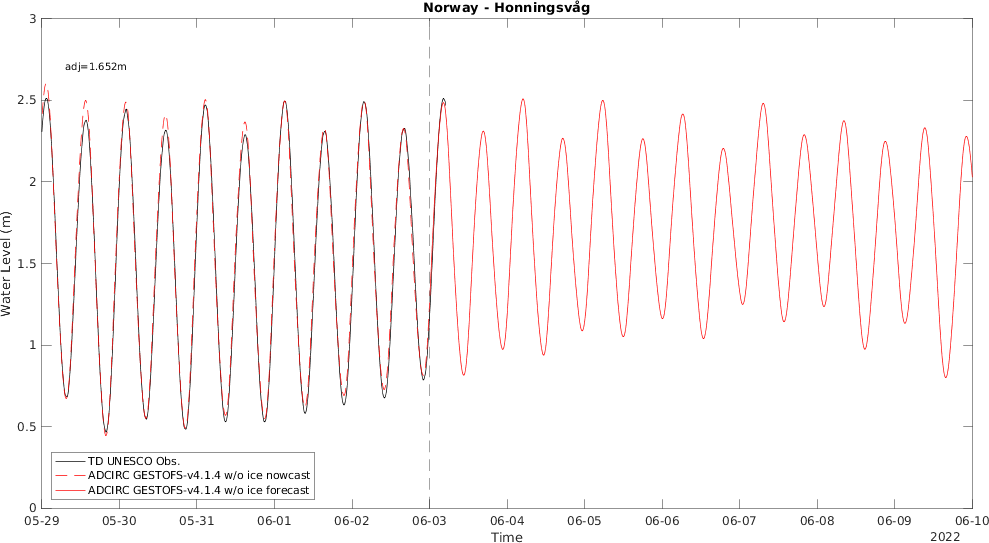 Norway - Honningsvåg
adj=1.652m
3
2.5
2
1.5
1
0.5
0
Water Level (m)
TD UNESCO Obs.
ADCIRC GESTOFS-v4.1.4 w/o ice nowcast
ADCIRC GESTOFS-v4.1.4 w/o ice forecast
05-29 05-30 05-31 06-01 06-02 06-03 06-04 06-05 06-06 06-07 06-08 06-09 06-10
Time
2022